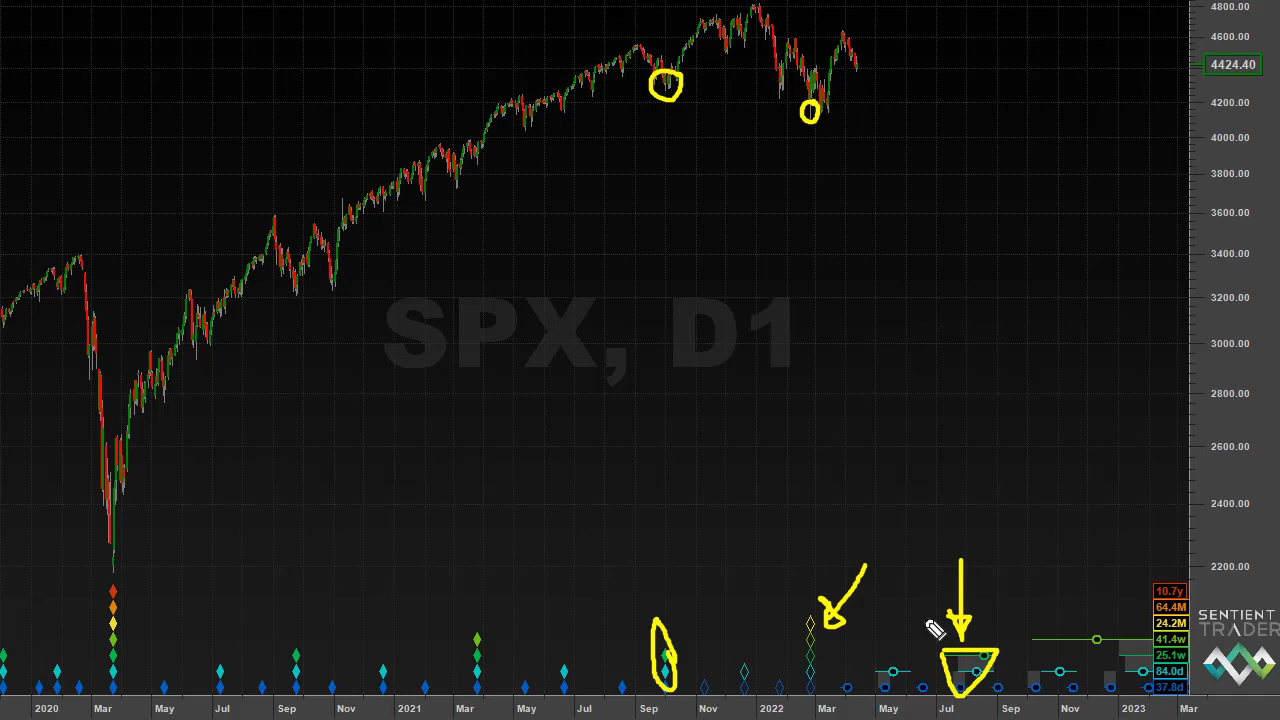 4800.00
4600.00
4424.40
4200.00
4000.00
3800.00
3600.00
3400.00
3200.00
3000.00
2800.00
2600.00
2400.00
2200.00
SPX, D1
10.7y
64.4M
24.2M
41.4w
25.1w
84.0d
37.8d
SENTIENT
TRADER
2020 Mar May Jul Sep Nov 2021 Mar May Jul Sep Nov 2022 Mar May Jul Sep Nov 2023 Mar